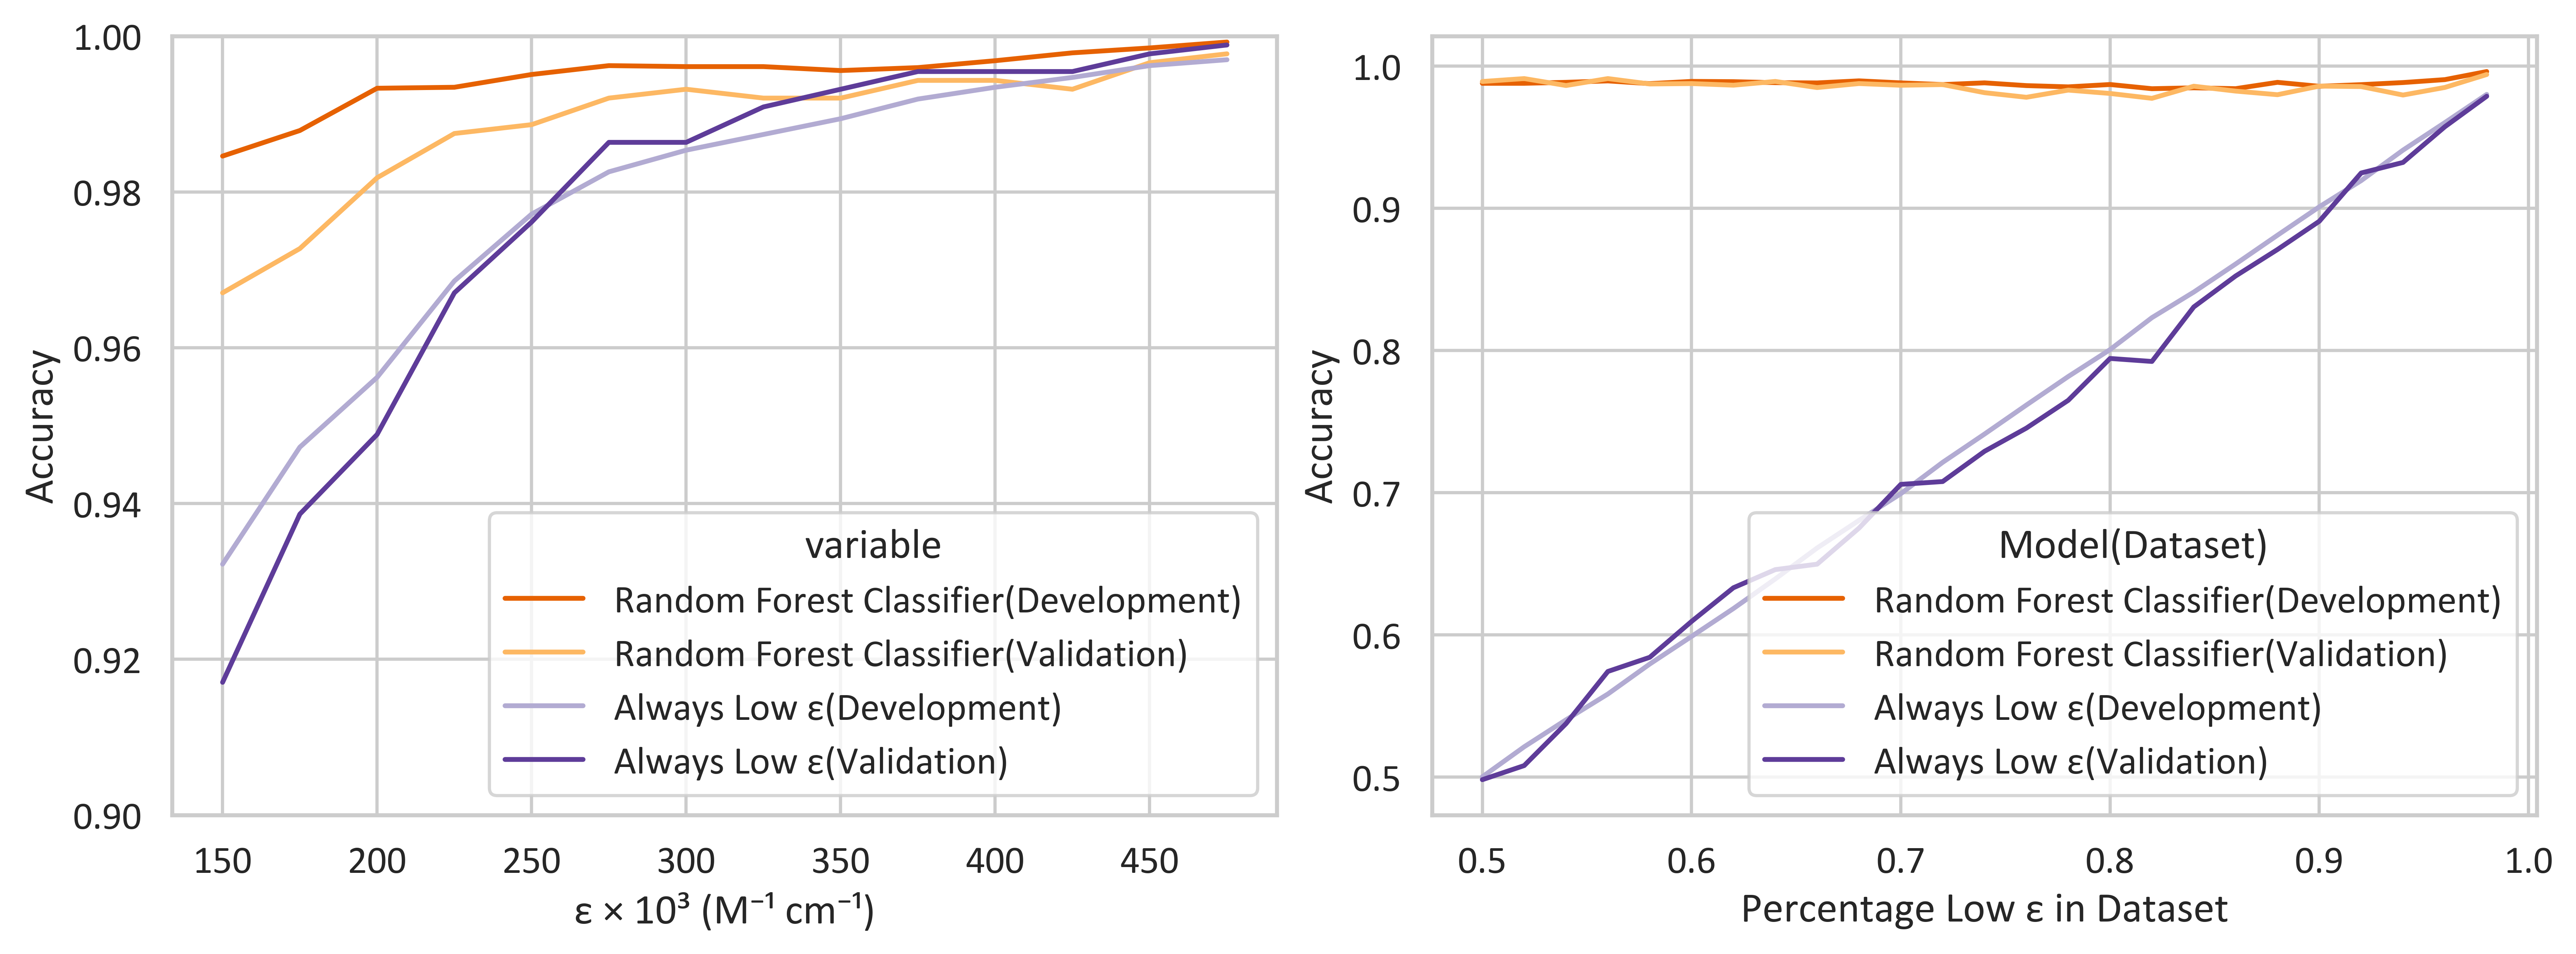 1.00
0.98
0.96
0.94
0.92
0.90
Accuracy
150 200 250 300 350 400 450
ε × 10³ (M⁻¹ cm⁻¹)
variable
Random Forest Classifier(Development)
Random Forest Classifier(Validation)
Always Low ε(Development)
Always Low ε(Validation)
1.0
0.9
0.8
0.7
0.6
0.5
Accuracy
0.5 0.6 0.7 0.8 0.9 1.0
Percentage Low ε in Dataset
Model(Dataset)
Random Forest Classifier(Development)
Random Forest Classifier(Validation)
Always Low ε(Development)
Always Low ε(Validation)